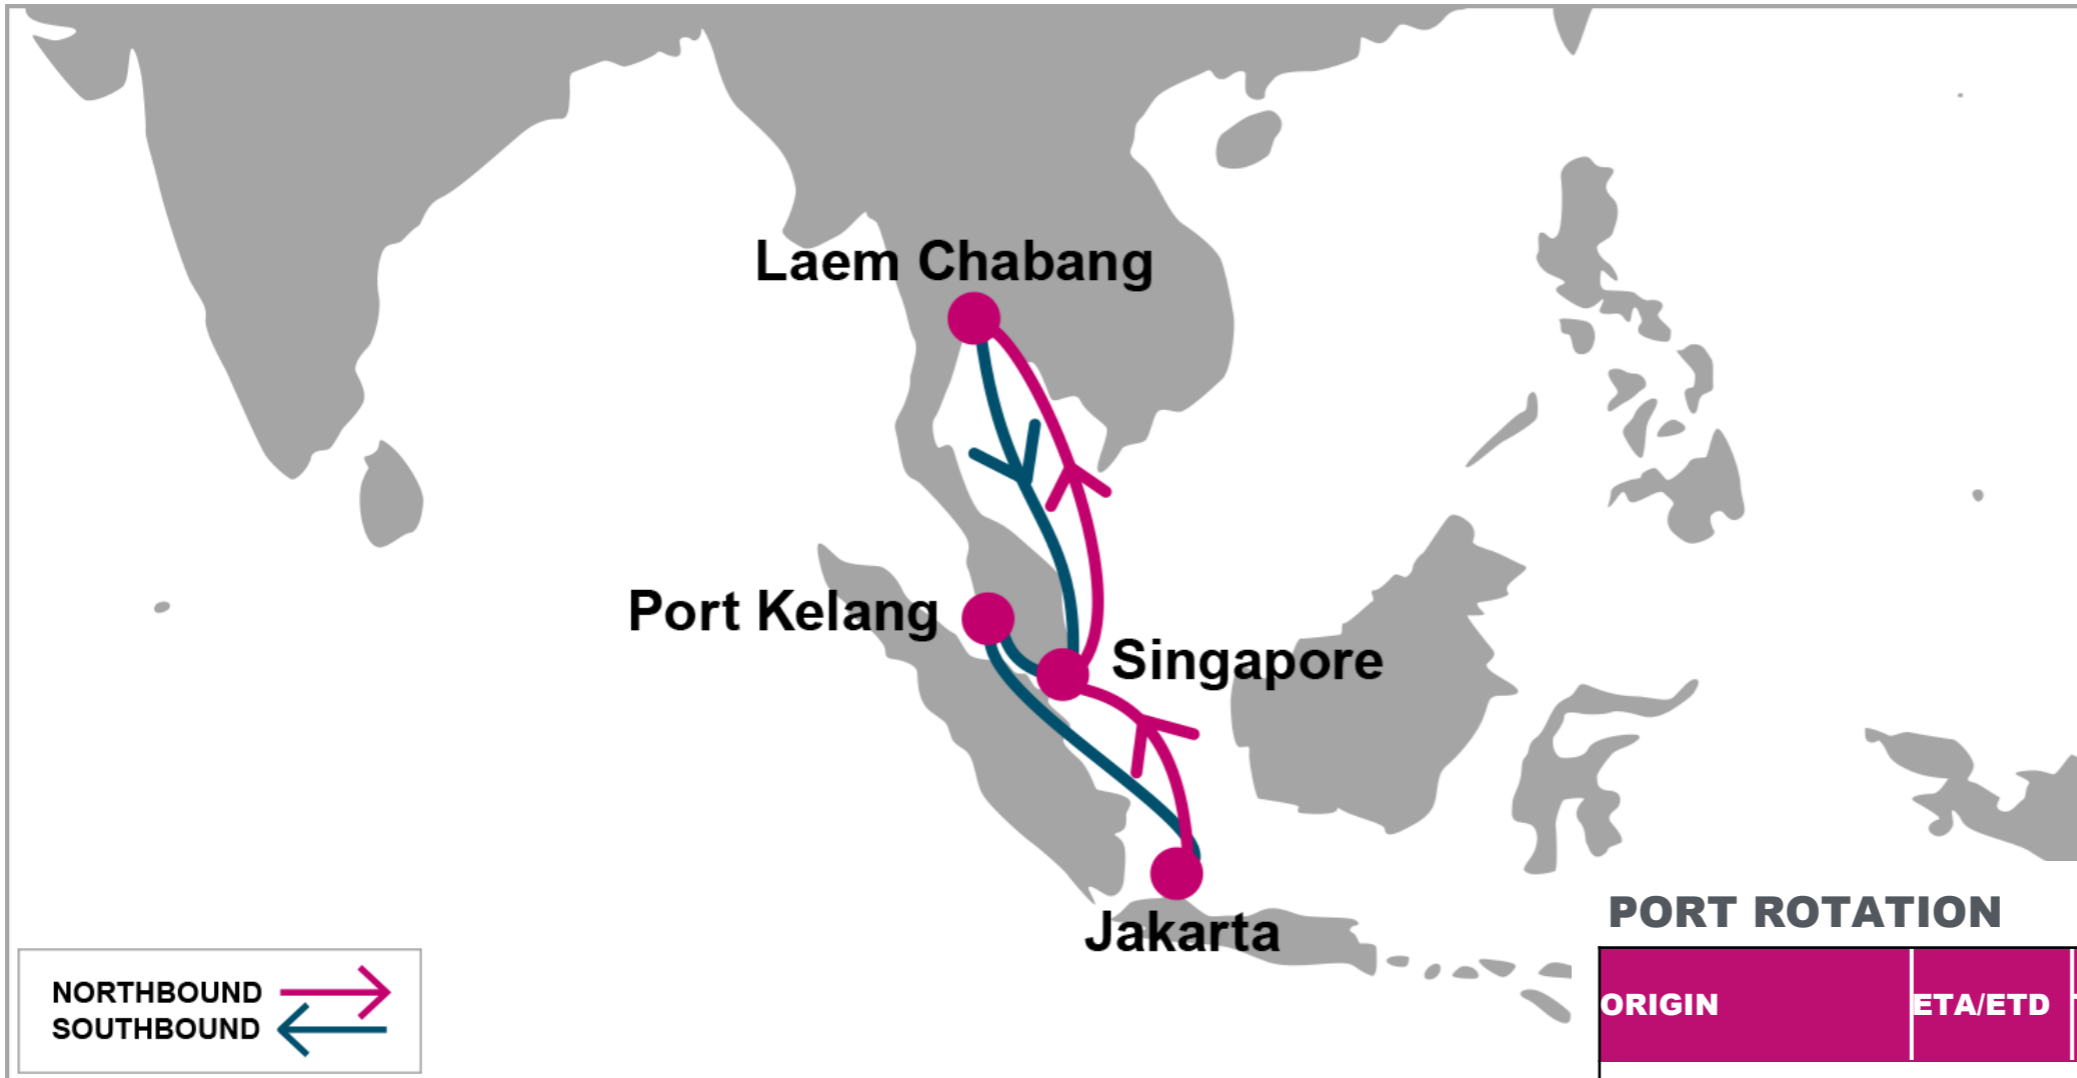 Laem Chabang
Port Kelang
Singapore
Jakarta
NORTHBOUND
SOUTHBOUND
PORT ROTATION
ORIGIN
ETA/ETD